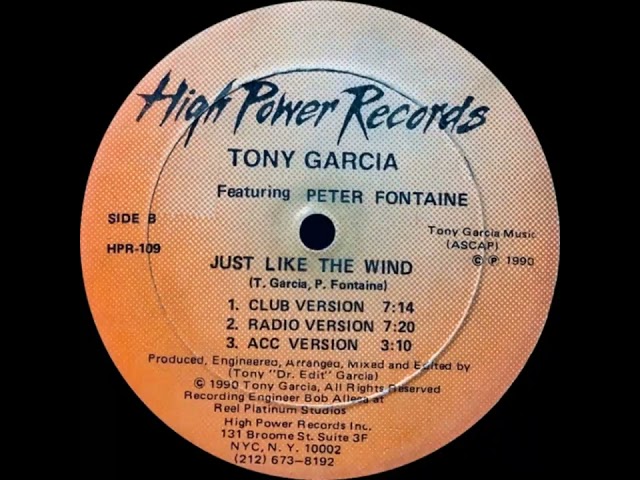 High Power Records
TONY GARCIA
Featuring PETER FONTAINE
SIDE B
HPR-109
Tony Garcia Music
(ASCAP)
© ℗ 1990
JUST LIKE THE WIND
(T. Garcia, P. Fontaine)
1. CLUB VERSION 7:14
2. RADIO VERSION 7:20
3. ACC VERSION 3:10
Produced, Engineered, Arranged, Mixed and Edited by
(Tony "Dr. Edit" Garcia)
© 1990 Tony Garcia, All Rights Reserved
Recording Engineer Bob Allesa at
Reel Platinum Studios
High Power Records Inc.
131 Broome St. Suite 3F
NYC, N. Y. 10002
(212) 673-8192